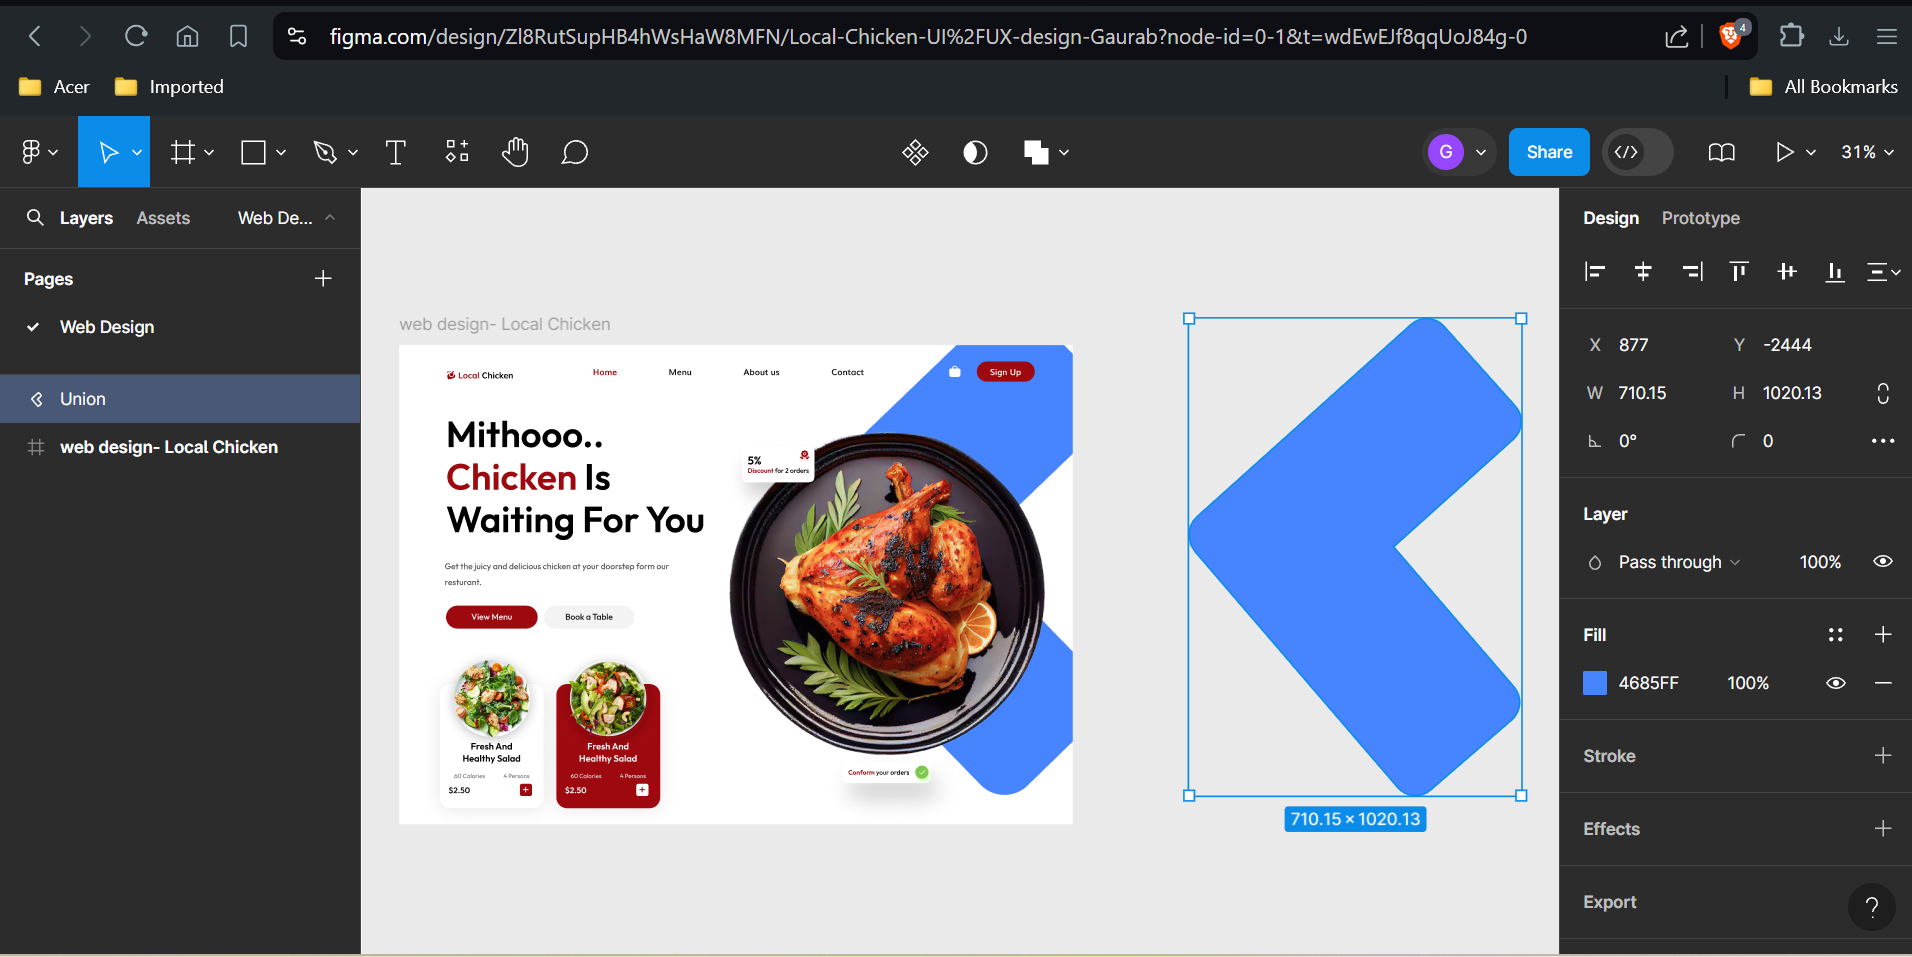 figma.com/design/Zl8RutSupHB4hWsHaW8MFN/Local-Chicken-UI%2FUX-design-Gaurab?node-id=0-1&t=wdEwEJf8qqUoJ84g-0
4
Acer
Imported
All Bookmarks
G
Share
31%
Layers
Assets
Web De...
Pages
Web Design
Union
web design- Local Chicken
web design- Local Chicken
Local Chicken
Home
Menu
About us
Contact
Sign Up
Mithooo..
Chicken Is
Waiting For You
5%
Discount for 2 orders
Get the juicy and delicious chicken at your doorstep form our
resturant.
View Menu
Book a Table
Fresh And
Healthy Salad
60 Calories
4 Persons
$2.50
+
Fresh And
Healthy Salad
60 Calories
4 Persons
$2.50
+
Conform your orders
710.15 × 1020.13
Design
Prototype
X 877
Y -2444
W 710.15
H 1020.13
0°
0
Layer
Pass through
100%
Fill
4685FF
100%
Stroke
Effects
Export
?